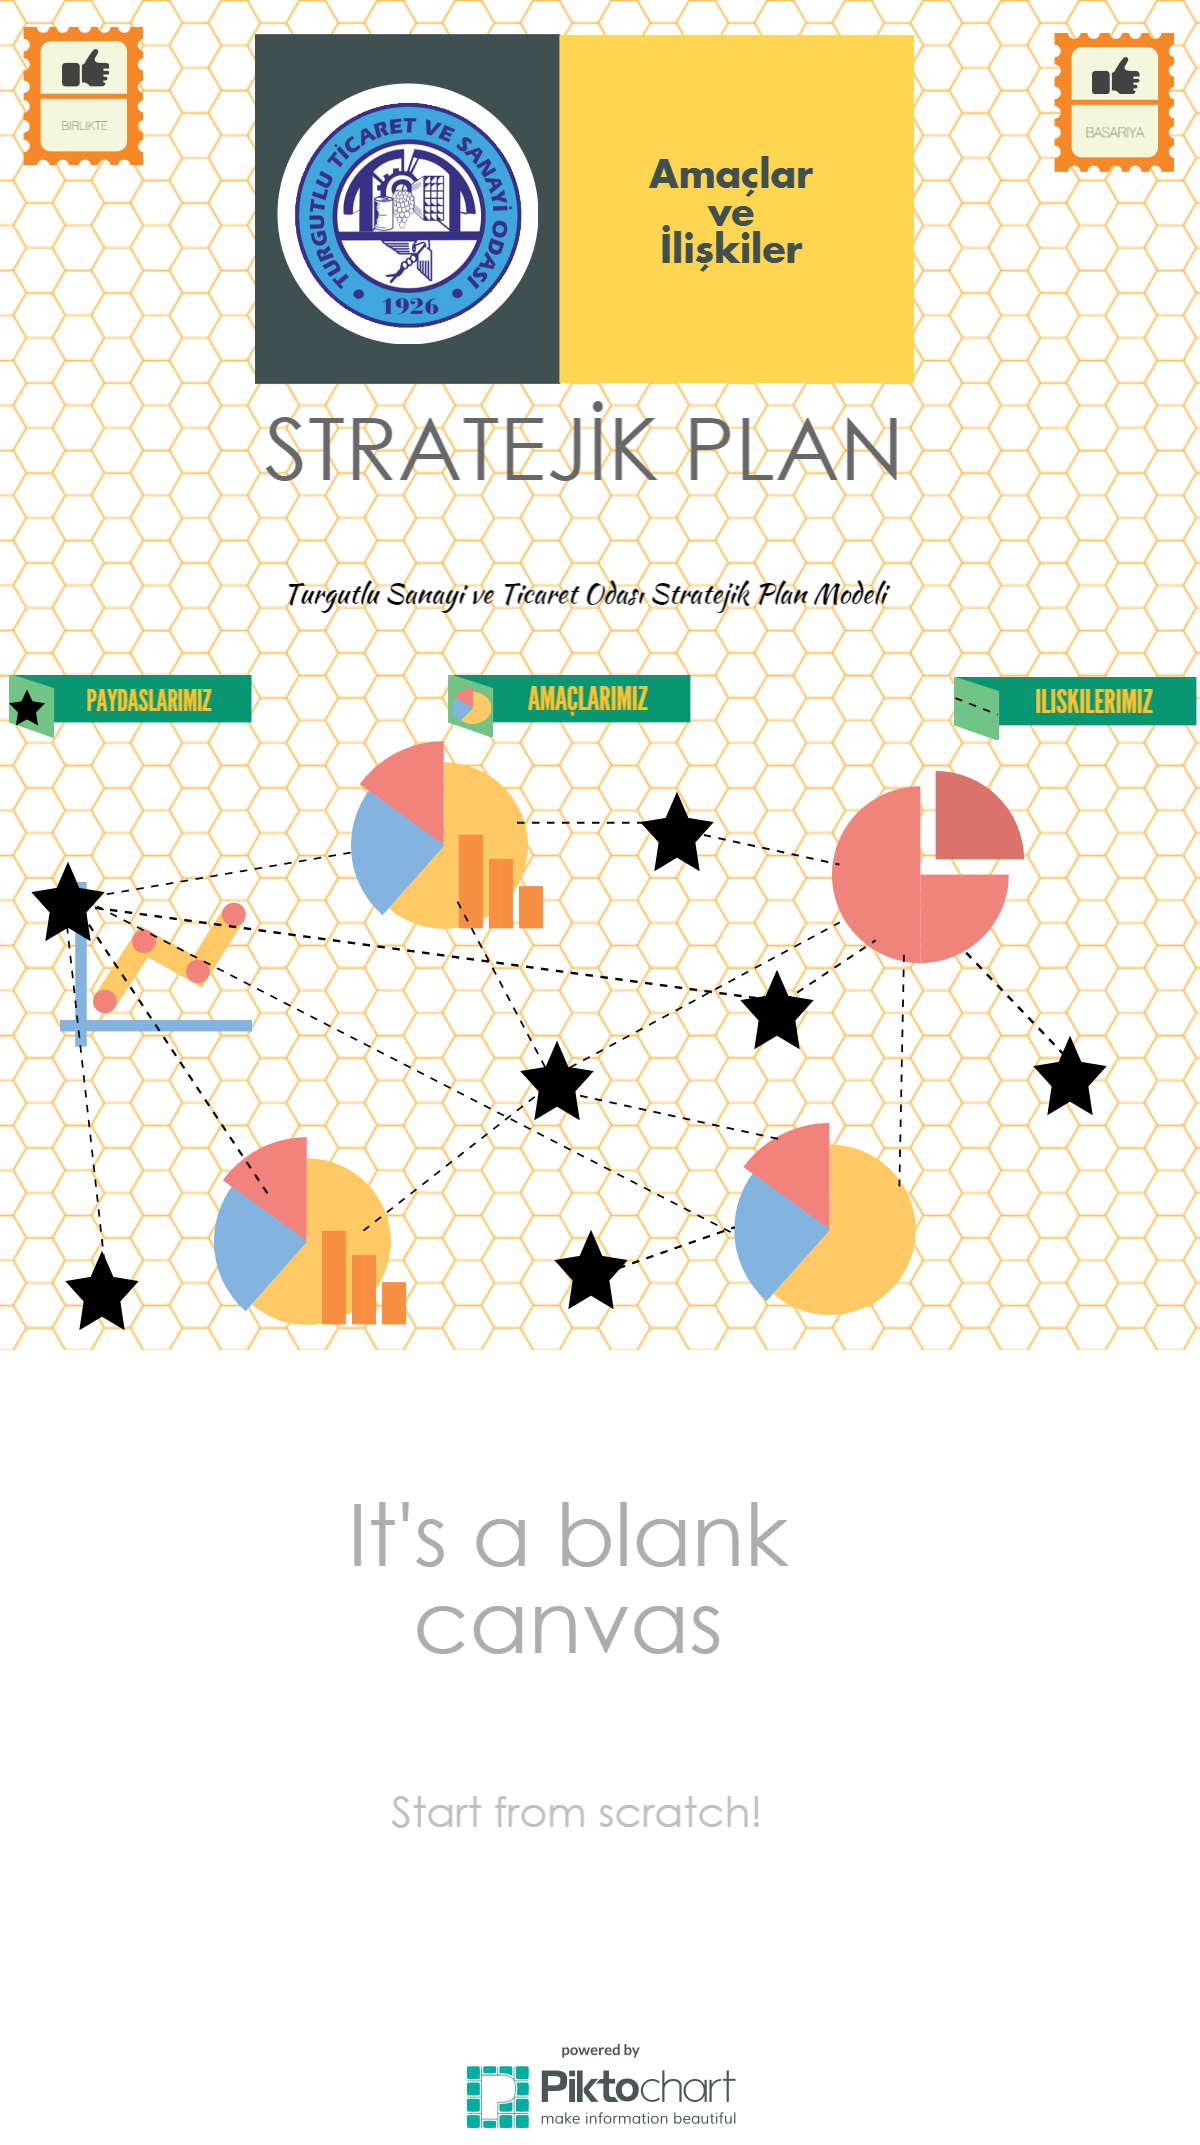 BIRLIKTE
BASARIYA
TURGUTLU TİCARET VE SANAYİ ODASI
1926
Amaçlar
ve
İlişkiler
STRATEJİK PLAN
Turgutlu Sanayi ve Ticaret Odası Stratejik Plan Modeli
PAYDASLARIMIZ
AMAÇLARIMIZ
ILISKILERIMIZ
It's a blank
canvas
Start from scratch!
powered by
Piktochart
make information beautiful